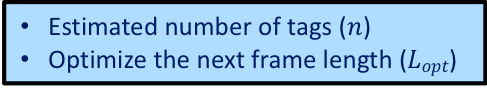 • Estimated number of tags (n)
• Optimize the next frame length (L_opt)